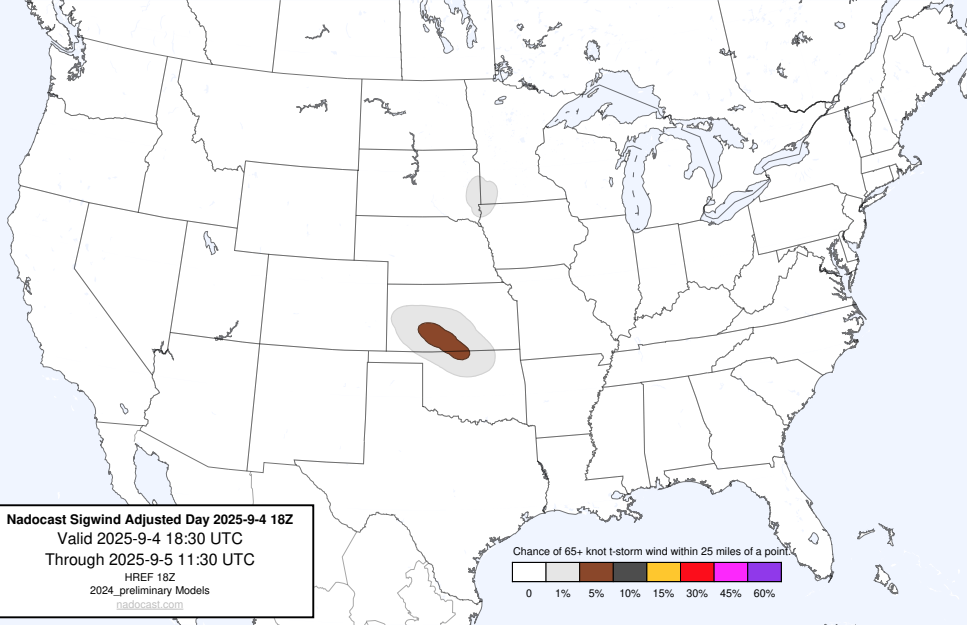 Nadocast Sigwind Adjusted Day 2025-9-4 18Z
Valid 2025-9-4 18:30 UTC
Through 2025-9-5 11:30 UTC
HREF 18Z
2024_preliminary Models
nadocast.com
Chance of 65+ knot t-storm wind within 25 miles of a point.
0 1% 5% 10% 15% 30% 45% 60%